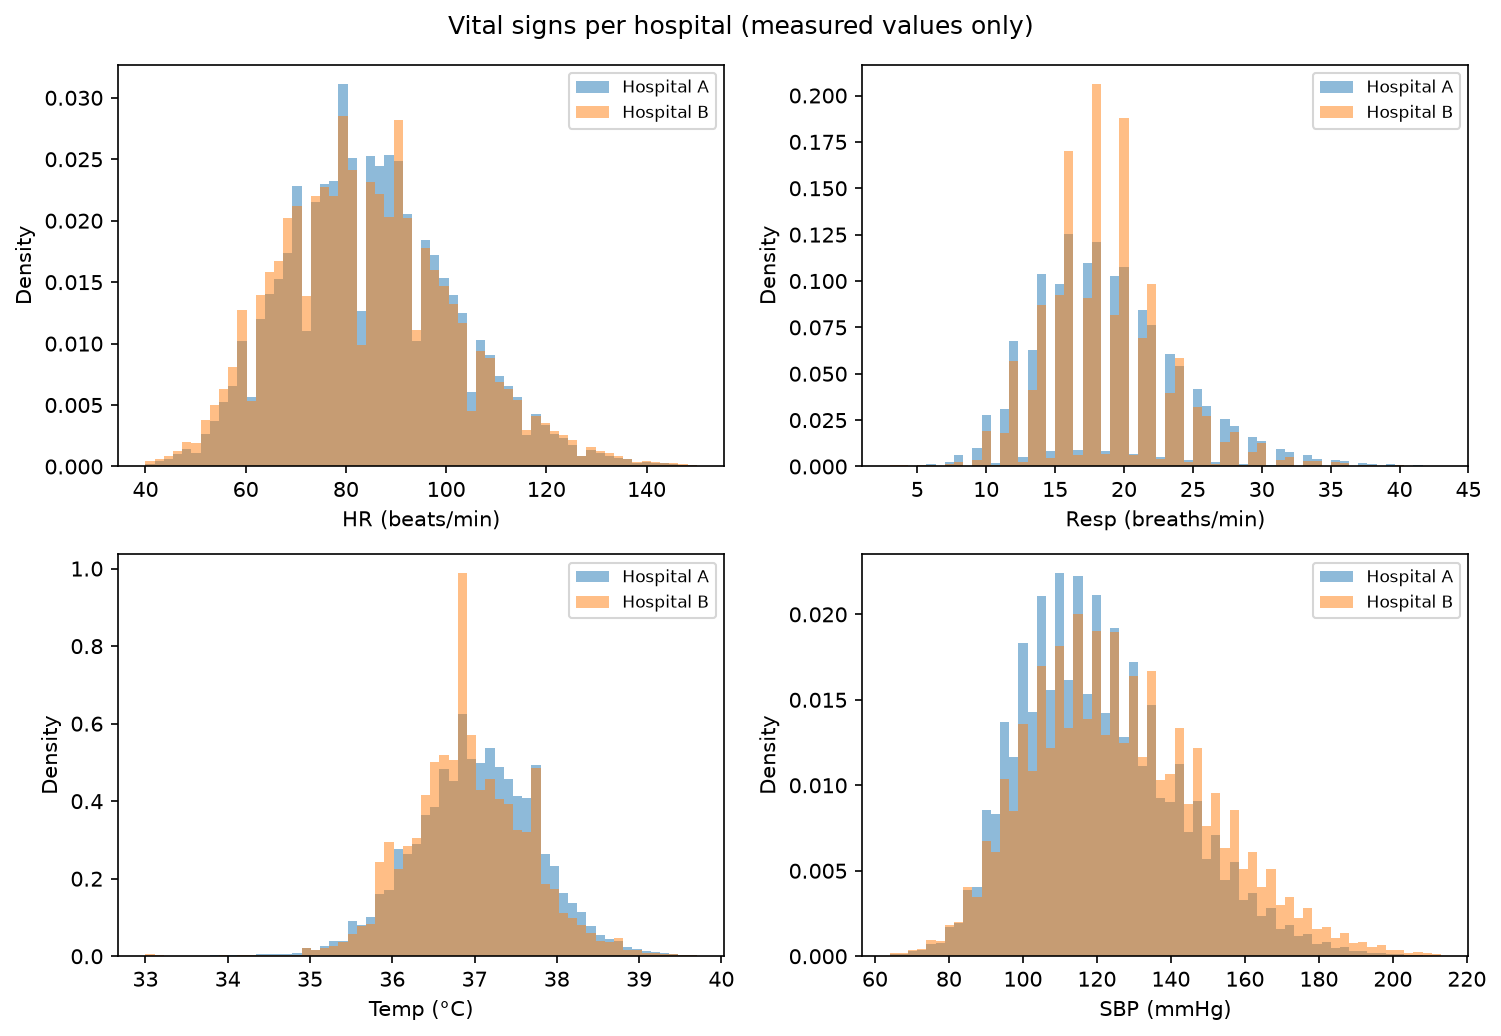 Vital signs per hospital (measured values only)
Hospital A
Hospital B
0.030
0.025
0.020
0.015
0.010
0.005
0.000
Density
40 60 80 100 120 140
HR (beats/min)
Hospital A
Hospital B
0.200
0.175
0.150
0.125
0.100
0.075
0.050
0.025
0.000
Density
5 10 15 20 25 30 35 40 45
Resp (breaths/min)
Hospital A
Hospital B
1.0
0.8
0.6
0.4
0.2
0.0
Density
33 34 35 36 37 38 39 40
Temp (°C)
Hospital A
Hospital B
0.020
0.015
0.010
0.005
0.000
Density
60 80 100 120 140 160 180 200 220
SBP (mmHg)